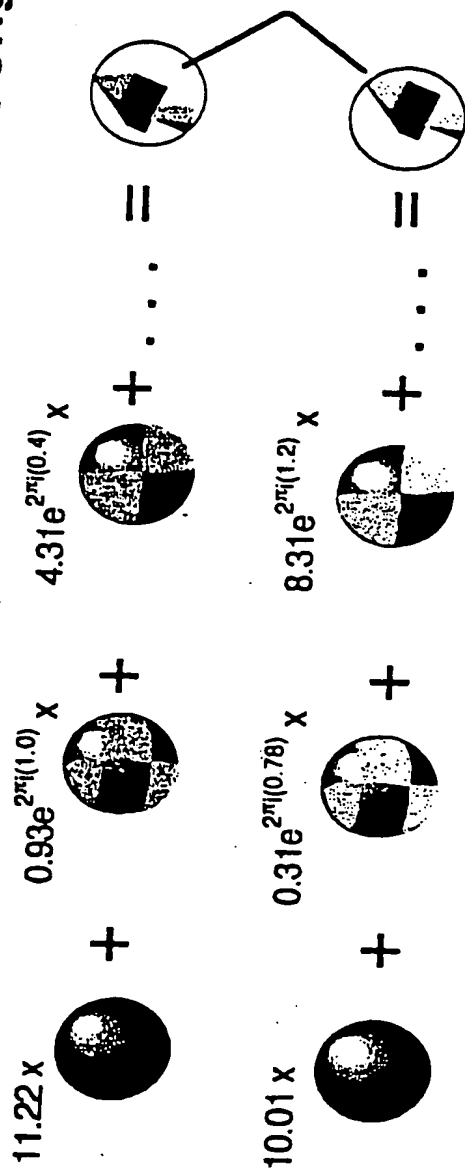 11.22 x + 0.93e^{2πi(1.0)} x + 4.31e^{2πi(0.4)} x + . . . =
10.01 x + 0.31e^{2πi(0.78)} x + 8.31e^{2πi(1.2)} x + . . . =